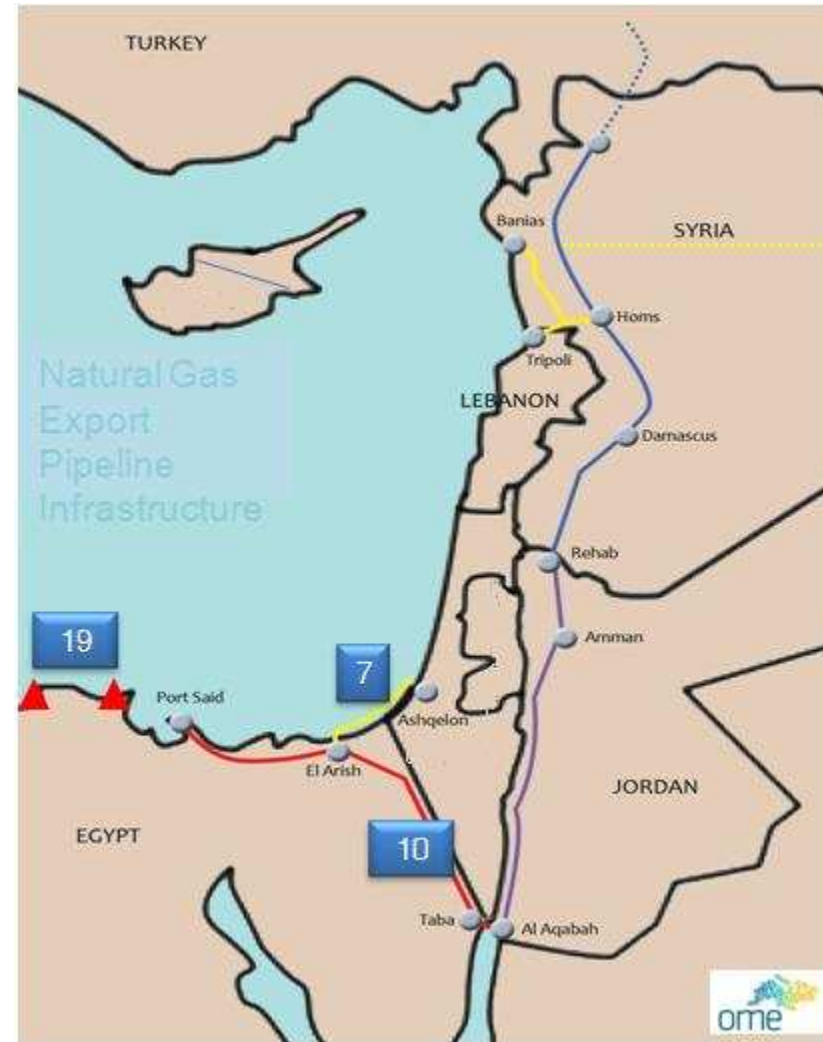 TURKEY
Banias
SYRIA
Homs
Tripoli
Natural Gas
Export
Pipeline
Infrastructure
LEBANON
Damascus
Rehab
19
Amman
7
Port Said
Ashqelon
El Arish
JORDAN
EGYPT
10
Taba
Al Aqabah
ome